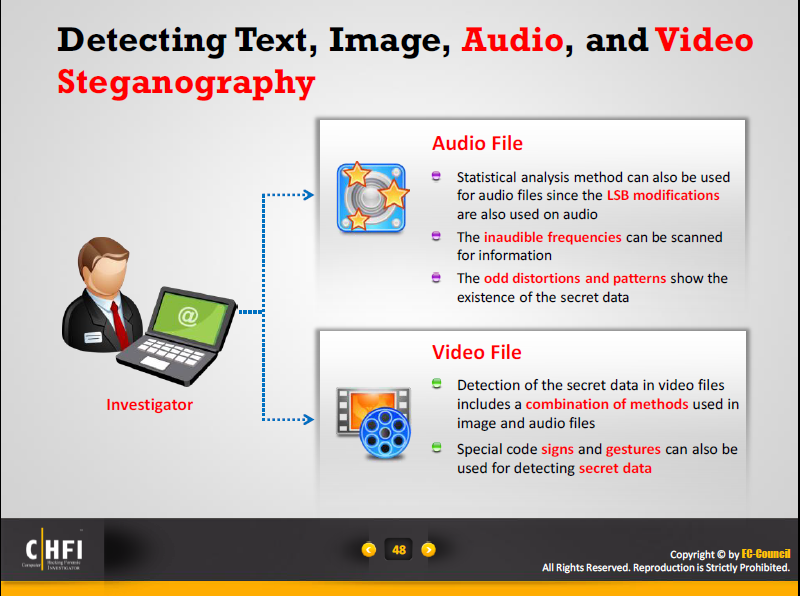 Detecting Text, Image, Audio, and Video
Steganography
Audio File
Statistical analysis method can also be used
for audio files since the LSB modifications
are also used on audio
The inaudible frequencies can be scanned
for information
The odd distortions and patterns show the
existence of the secret data
@
Investigator
Video File
Detection of the secret data in video files
includes a combination of methods used in
image and audio files
Special code signs and gestures can also be
used for detecting secret data
CHFI
Computer Hacking Forensic
INVESTIGATOR
48
Copyright © by EC-Council
All Rights Reserved. Reproduction is Strictly Prohibited.